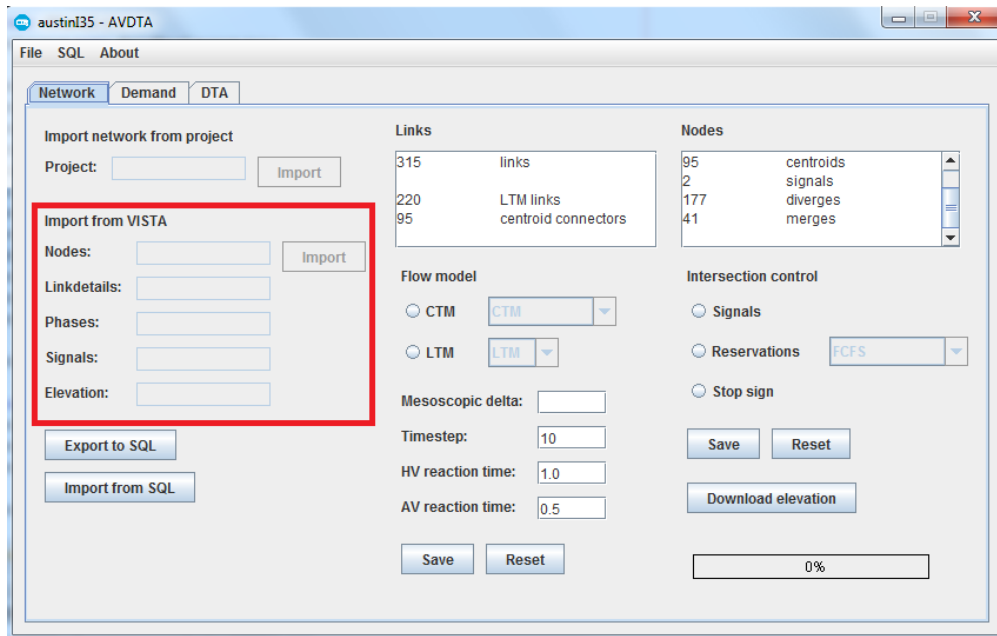 austinI35 - AVDTA
File SQL About
Network Demand DTA
Import network from project
Project: Import
Import from VISTA
Nodes: Import
Linkdetails:
Phases:
Signals:
Elevation:
Export to SQL
Import from SQL
Links
315 links
220 LTM links
95 centroid connectors
Flow model
CTM CTM
LTM LTM
Mesoscopic delta:
Timestep: 10
HV reaction time: 1.0
AV reaction time: 0.5
Save Reset
Nodes
95 centroids
2 signals
177 diverges
41 merges
Intersection control
Signals
Reservations FCFS
Stop sign
Save Reset
Download elevation
0%